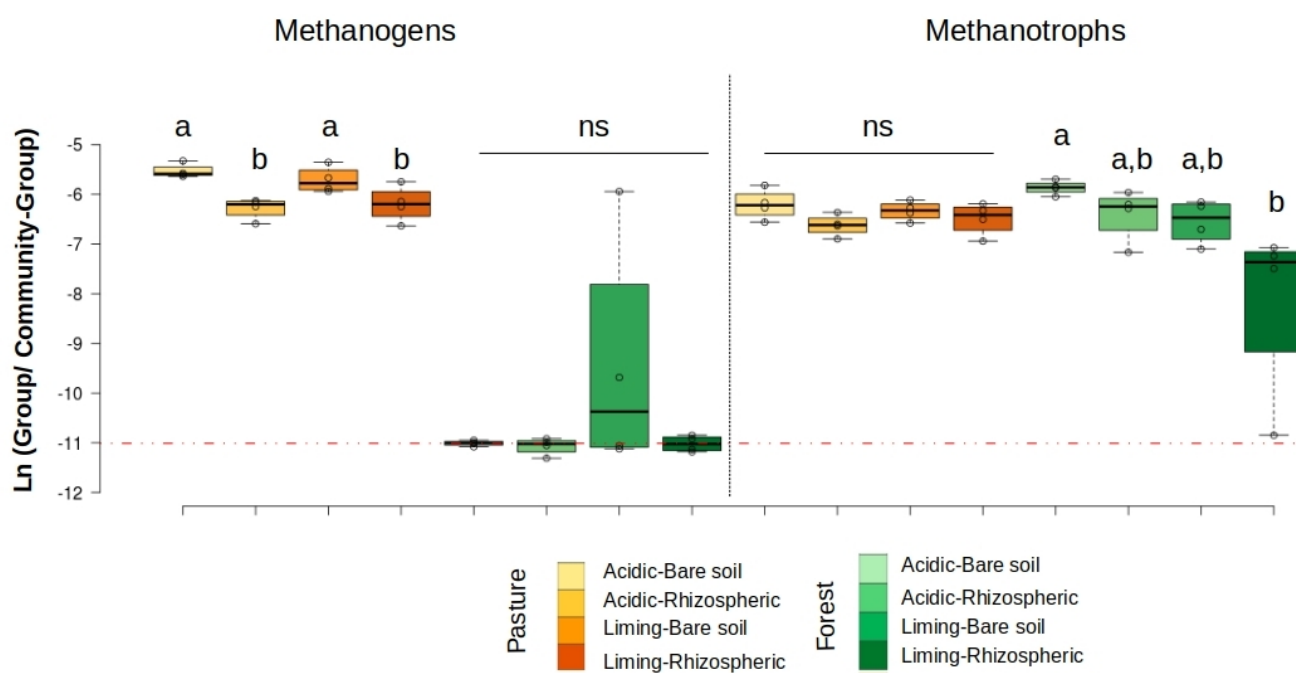 Methanogens
Methanotrophs
Ln (Group/ Community-Group)
-5
-6
-7
-8
-9
-10
-11
-12
a
b
a
b
ns
ns
a
a,b
a,b
b
Pasture
Acidic-Bare soil
Acidic-Rhizospheric
Liming-Bare soil
Liming-Rhizospheric
Forest
Acidic-Bare soil
Acidic-Rhizospheric
Liming-Bare soil
Liming-Rhizospheric